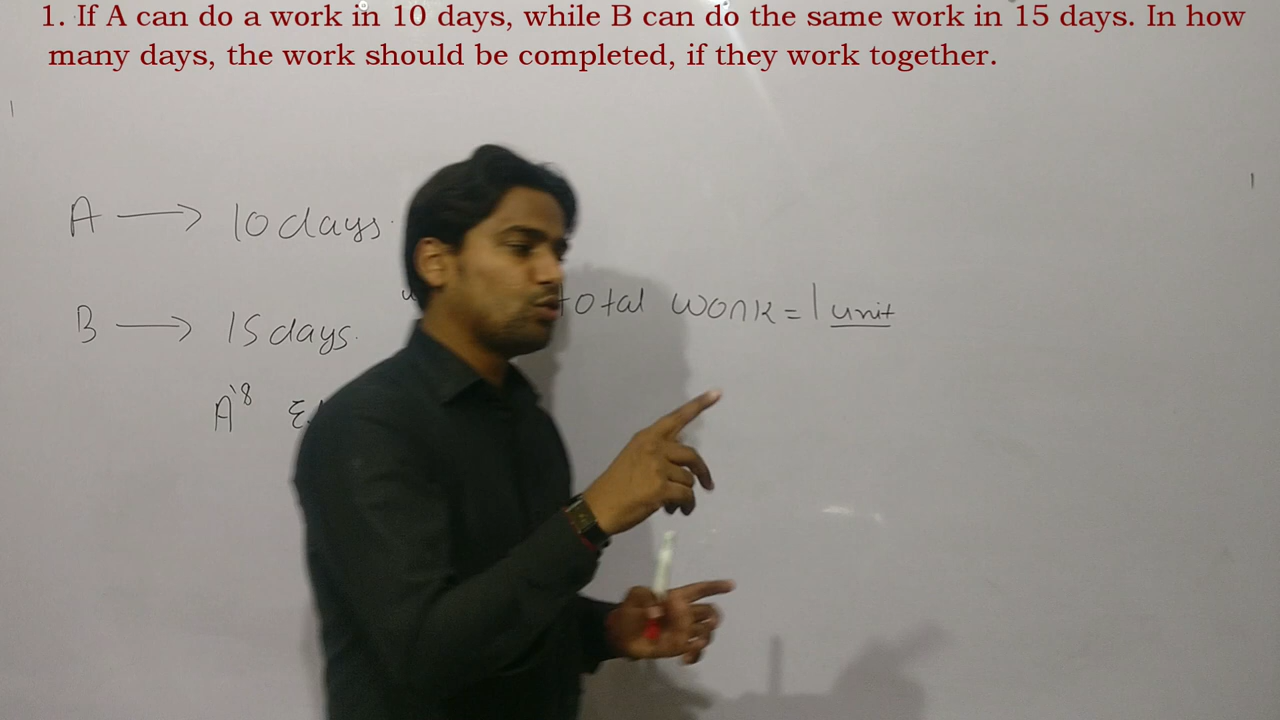 1. If A can do a work in 10 days, while B can do the same work in 15 days. In how
many days, the work should be completed, if they work together.
A → 10 days.
total work = 1 unit
B → 15 days.
A's